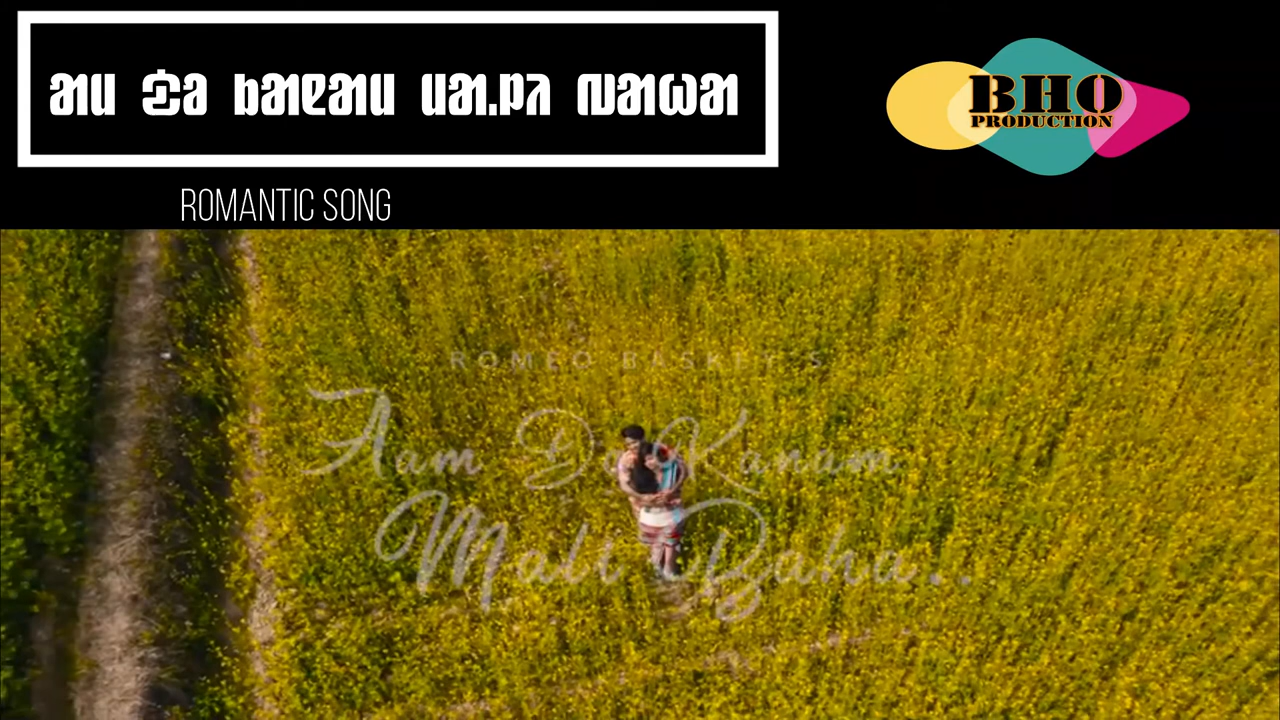 ᱟᱢ ᱫᱚ ᱠᱟᱱᱟᱢ ᱢᱟᱹᱞᱤ ᱵᱟᱦᱟ
BHO
PRODUCTION
ROMANTIC SONG
ROMEO BASKEY'S
Aam Do Kanam
Mali Baha..